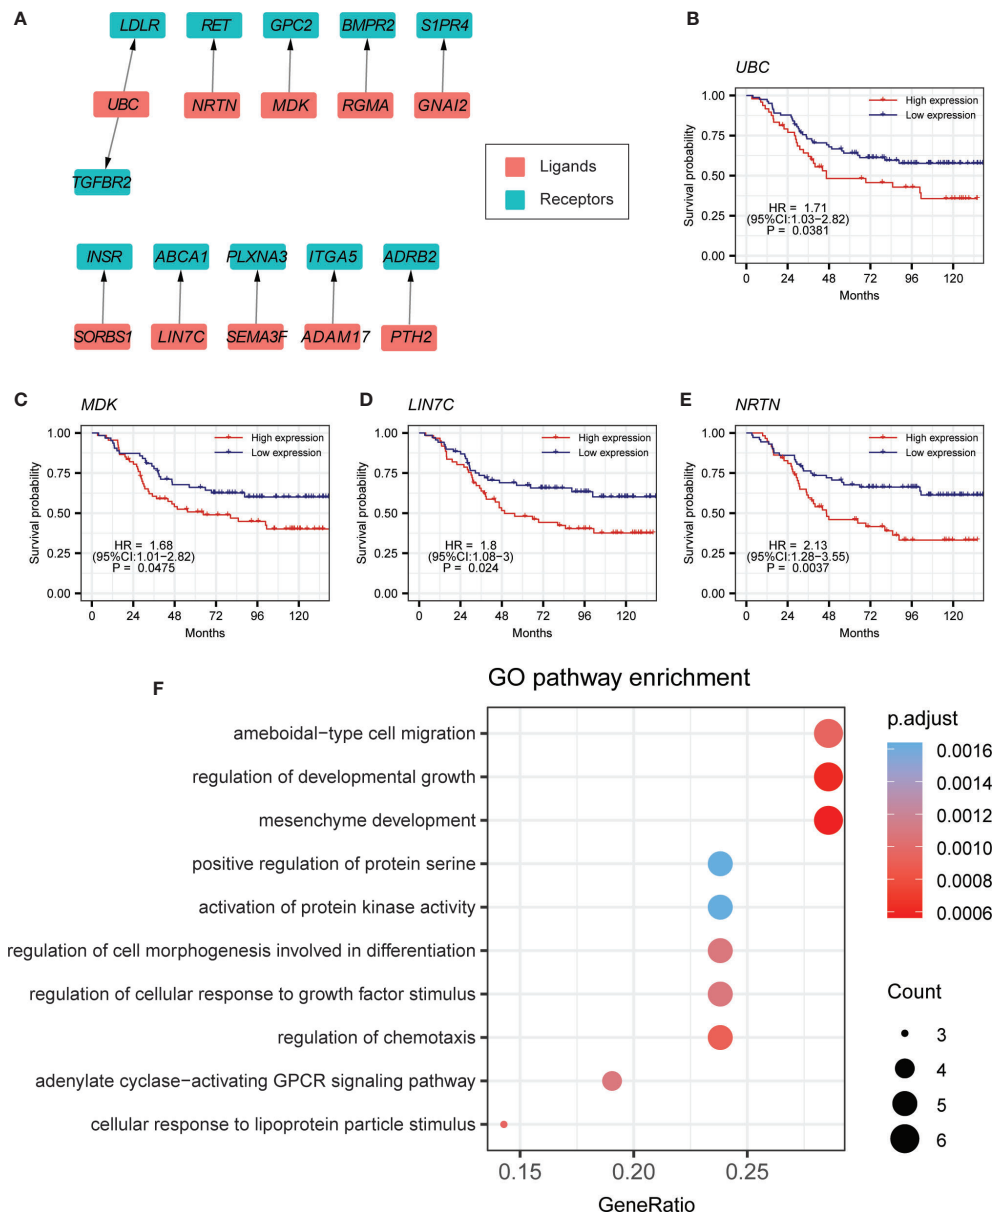 A
LDLR RET GPC2 BMPR2 S1PR4
UBC NRTN MDK RGMA GNAI2
TGFBR2
Ligands
Receptors
INSR ABCA1 PLXNA3 ITGA5 ADRB2
SORBS1 LIN7C SEMA3F ADAM17 PTH2
B
UBC
Survival probability
1.00
0.75
0.50
0.25
0.00
High expression
Low expression
HR = 1.71
(95%CI:1.03−2.82)
P = 0.0381
0 24 48 72 96 120
Months
C
MDK
Survival probability
1.00
0.75
0.50
0.25
0.00
High expression
Low expression
HR = 1.68
(95%CI:1.01−2.82)
P = 0.0475
0 24 48 72 96 120
Months
D
LIN7C
Survival probability
1.00
0.75
0.50
0.25
0.00
High expression
Low expression
HR = 1.8
(95%CI:1.08−3)
P = 0.024
0 24 48 72 96 120
Months
E
NRTN
Survival probability
1.00
0.75
0.50
0.25
0.00
High expression
Low expression
HR = 2.13
(95%CI:1.28−3.55)
P = 0.0037
0 24 48 72 96 120
Months
F
GO pathway enrichment
ameboidal−type cell migration
regulation of developmental growth
mesenchyme development
positive regulation of protein serine
activation of protein kinase activity
regulation of cell morphogenesis involved in differentiation
regulation of cellular response to growth factor stimulus
regulation of chemotaxis
adenylate cyclase−activating GPCR signaling pathway
cellular response to lipoprotein particle stimulus
0.15 0.20 0.25
GeneRatio
p.adjust
0.0016
0.0014
0.0012
0.0010
0.0008
0.0006
Count
3
4
5
6